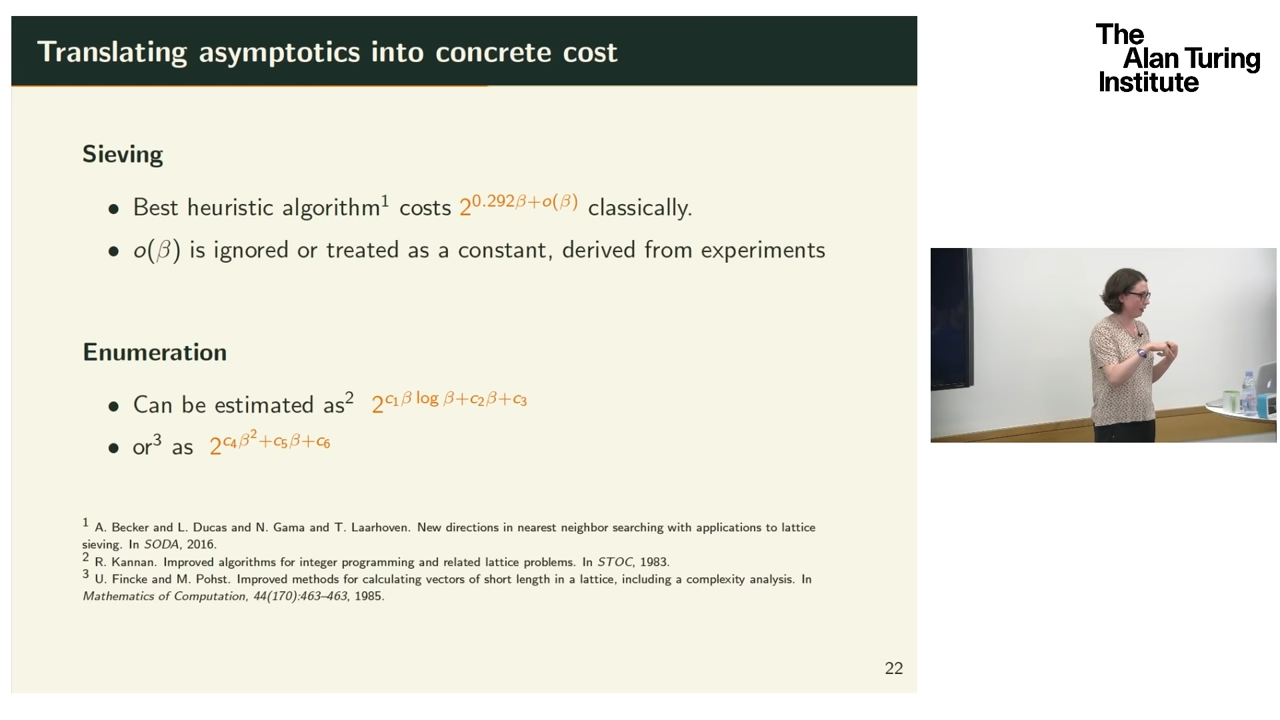 Translating asymptotics into concrete cost
The
Alan Turing
Institute
Sieving
• Best heuristic algorithm¹ costs 2^{0.292β+o(β)} classically.
• o(β) is ignored or treated as a constant, derived from experiments
Enumeration
• Can be estimated as² 2^{c₁β log β+c₂β+c₃}
• or³ as 2^{c₄β²+c₅β+c₆}
¹ A. Becker and L. Ducas and N. Gama and T. Laarhoven. New directions in nearest neighbor searching with applications to lattice
sieving. In SODA, 2016.
² R. Kannan. Improved algorithms for integer programming and related lattice problems. In STOC, 1983.
³ U. Fincke and M. Pohst. Improved methods for calculating vectors of short length in a lattice, including a complexity analysis. In
Mathematics of Computation, 44(170):463–463, 1985.
22